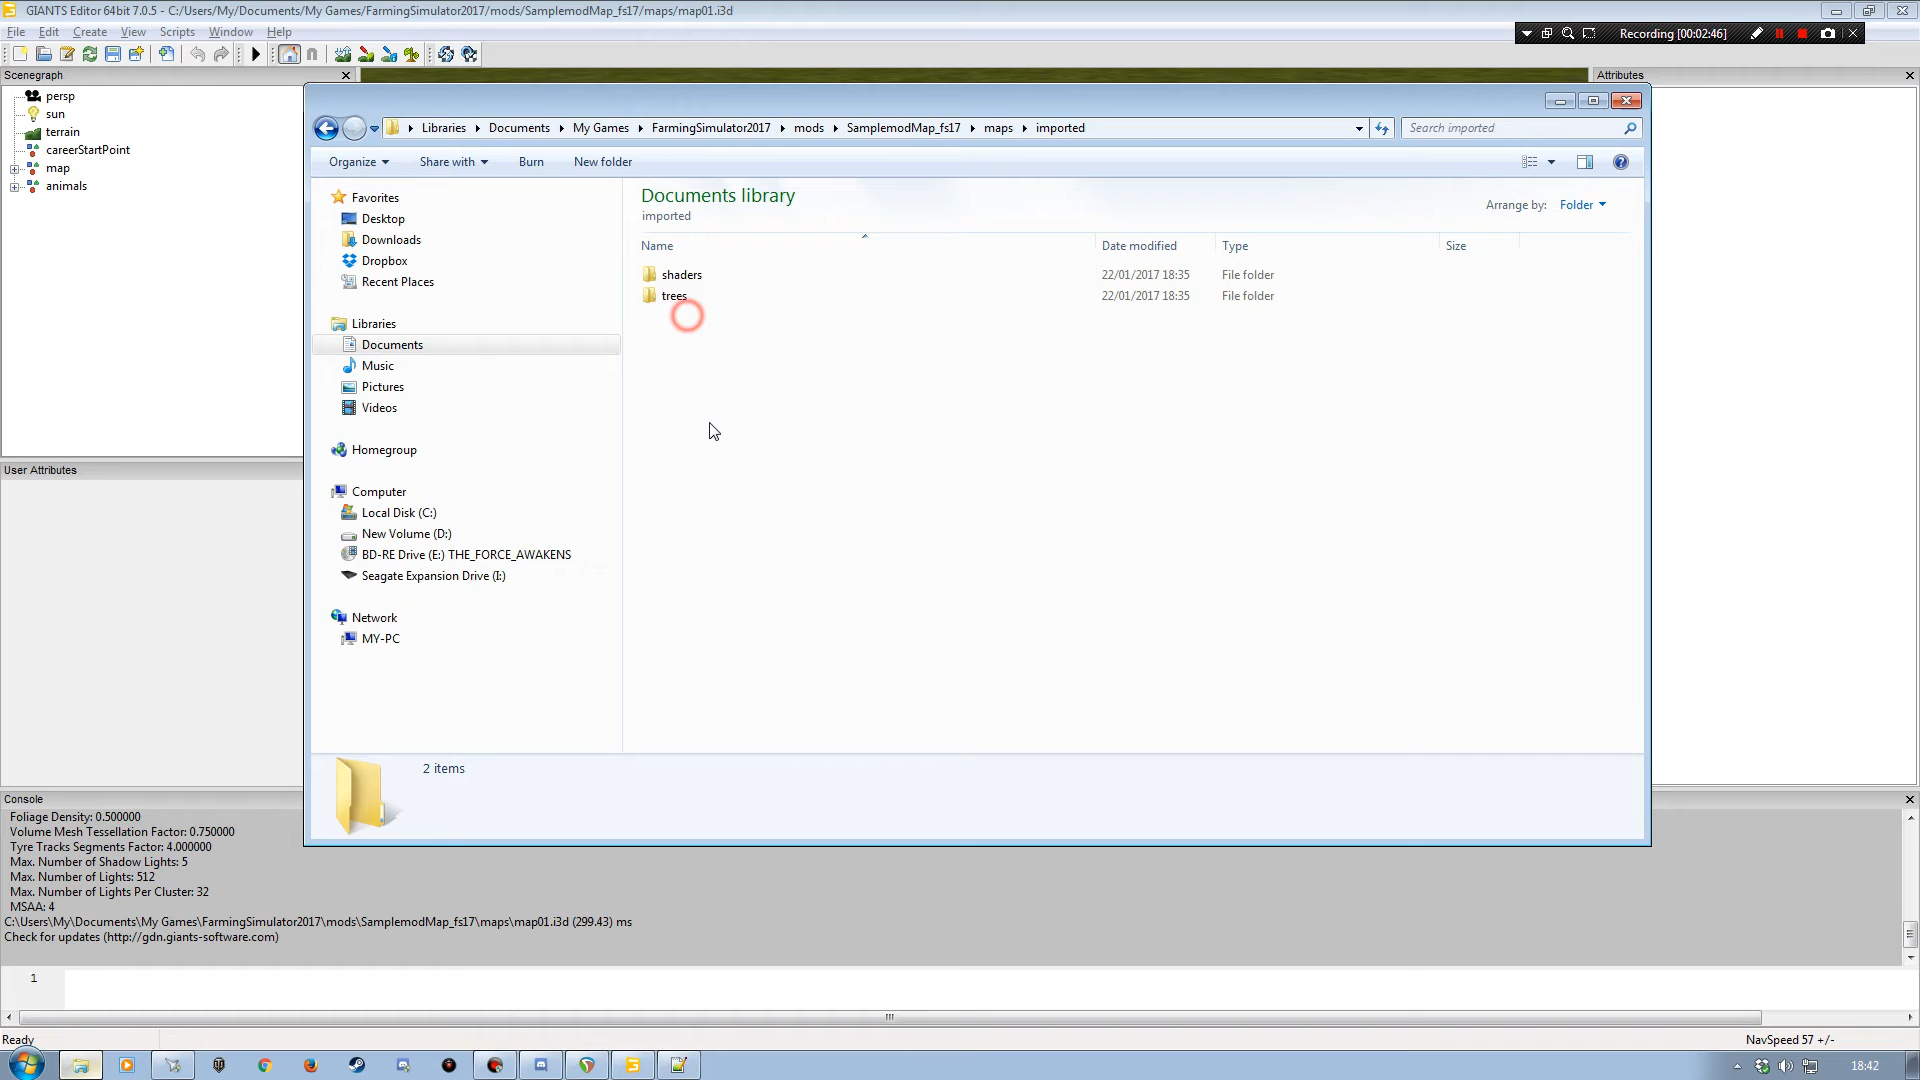 GIANTS Editor 64bit 7.0.5 - C:/Users/My/Documents/My Games/FarmingSimulator2017/mods/SamplemodMap_fs17/maps/map01.i3d
File Edit Create View Scripts Window Help
Recording [00:02:46]
Scenegraph
Attributes
persp
sun
terrain
careerStartPoint
map
animals
Libraries Documents My Games FarmingSimulator2017 mods SamplemodMap_fs17 maps imported
Search imported
Organize Share with Burn New folder
Favorites
Desktop
Downloads
Dropbox
Recent Places
Libraries
Documents
Music
Pictures
Videos
Homegroup
Computer
Local Disk (C:)
New Volume (D:)
BD-RE Drive (E:) THE_FORCE_AWAKENS
Seagate Expansion Drive (I:)
Network
MY-PC
Documents library
imported
Arrange by: Folder
Name Date modified Type Size
shaders 22/01/2017 18:35 File folder
trees 22/01/2017 18:35 File folder
2 items
User Attributes
Console
Foliage Density: 0.500000
Volume Mesh Tessellation Factor: 0.750000
Tyre Tracks Segments Factor: 4.000000
Max. Number of Shadow Lights: 5
Max. Number of Lights: 512
Max. Number of Lights Per Cluster: 32
MSAA: 4
C:\Users\My\Documents\My Games\FarmingSimulator2017\mods\SamplemodMap_fs17\maps\map01.i3d (299.43) ms
Check for updates (http://gdn.giants-software.com)
1
Ready
NavSpeed 57 +/-
18:42